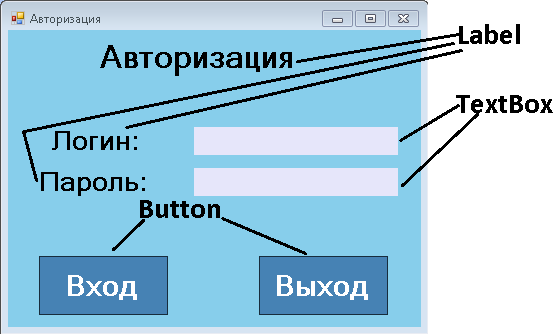 Авторизация
Авторизация
Label
TextBox
Логин:
Пароль:
Button
Вход
Выход